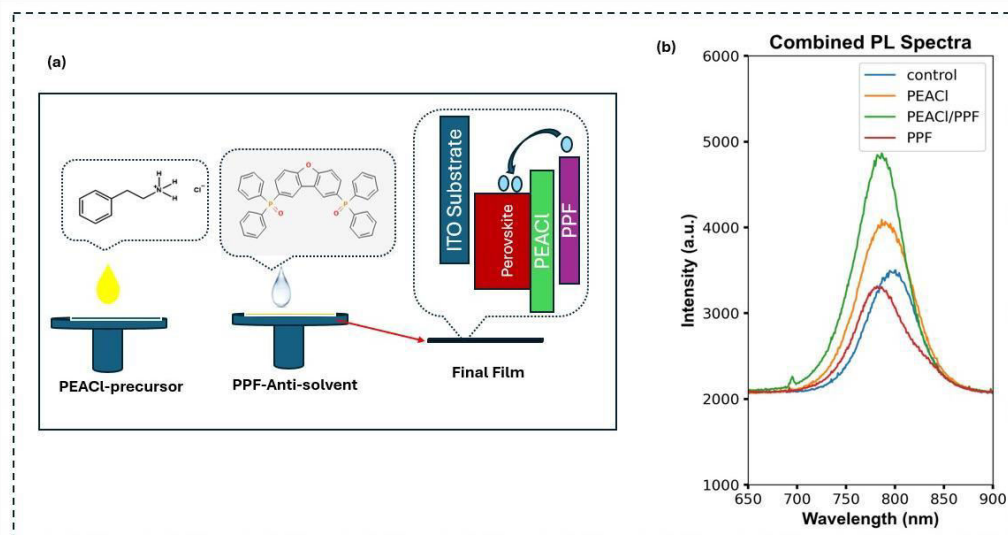 (a)
H
H
N
+
H
Cl⁻
O
P
P
O
O
ITO Substrate
Perovskite
PEACl
PPF
PEACl-precursor
PPF-Anti-solvent
Final Film
(b)
Combined PL Spectra
control
PEACl
PEACl/PPF
PPF
6000
5000
4000
3000
2000
1000
Intensity (a.u.)
650
700
750
800
850
900
Wavelength (nm)